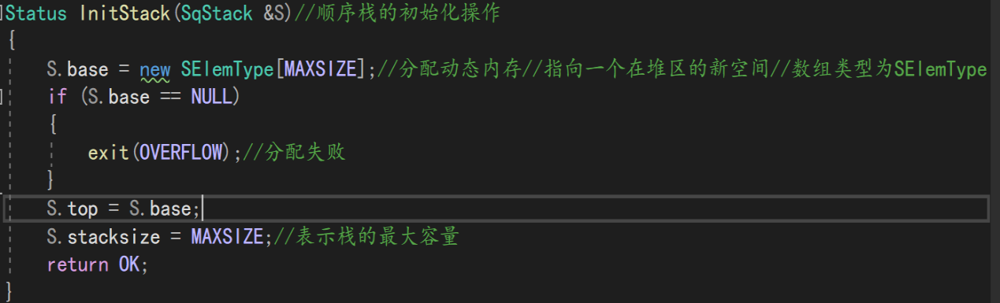 Status InitStack(SqStack &S)//顺序栈的初始化操作
{
S.base = new SElemType[MAXSIZE];//分配动态内存//指向一个在堆区的新空间//数组类型为SElemType
if (S.base == NULL)
{
exit(OVERFLOW);//分配失败
}
S.top = S.base;
S.stacksize = MAXSIZE;//表示栈的最大容量
return OK;
}